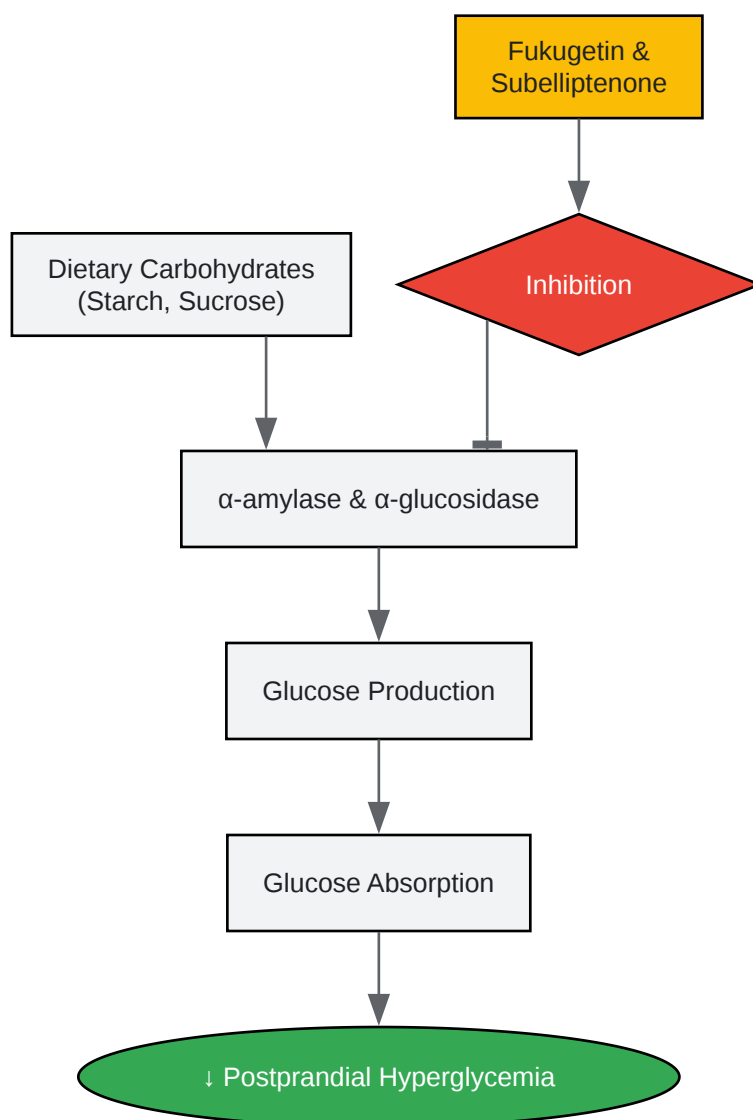 Fukugetin &
Subelliptenone
Inhibition
Dietary Carbohydrates
(Starch, Sucrose)
α-amylase & α-glucosidase
Glucose Production
Glucose Absorption
↓ Postprandial Hyperglycemia